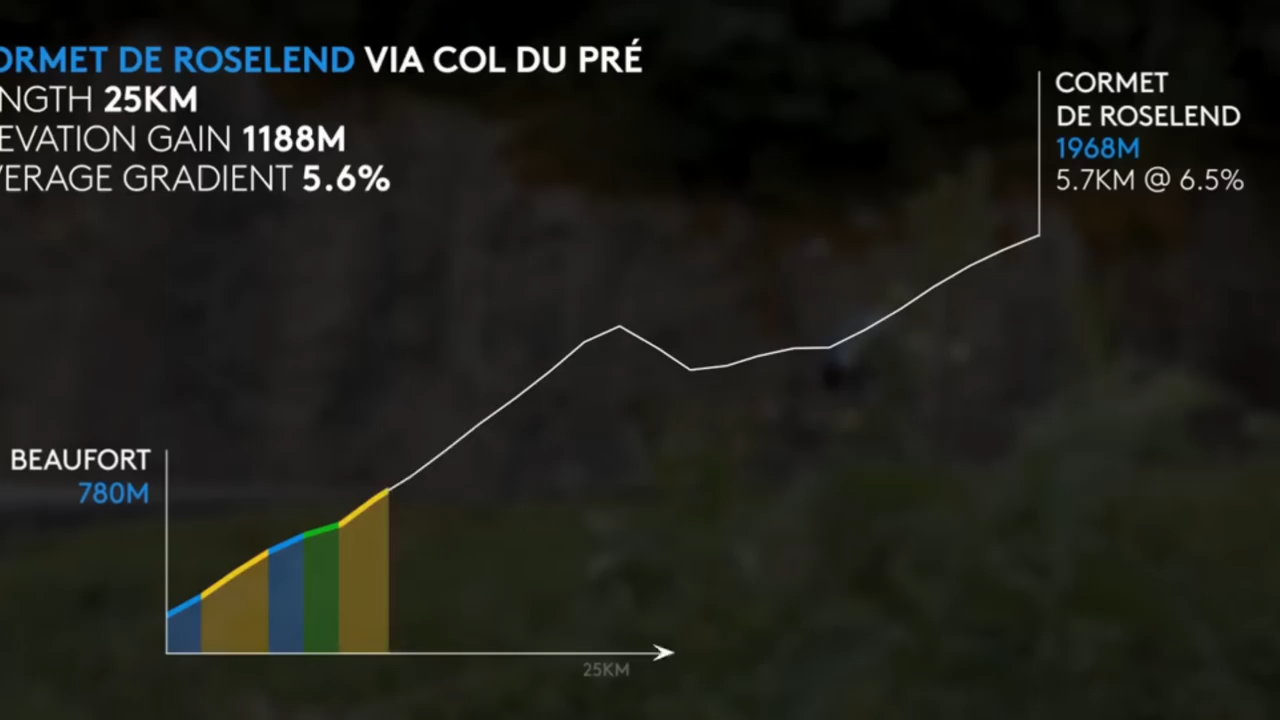 ORMET DE ROSELEND VIA COL DU PRÉ
NGTH 25KM
EVATION GAIN 1188M
VERAGE GRADIENT 5.6%
CORMET
DE ROSELEND
1968M
5.7KM @ 6.5%
BEAUFORT
780M
25KM